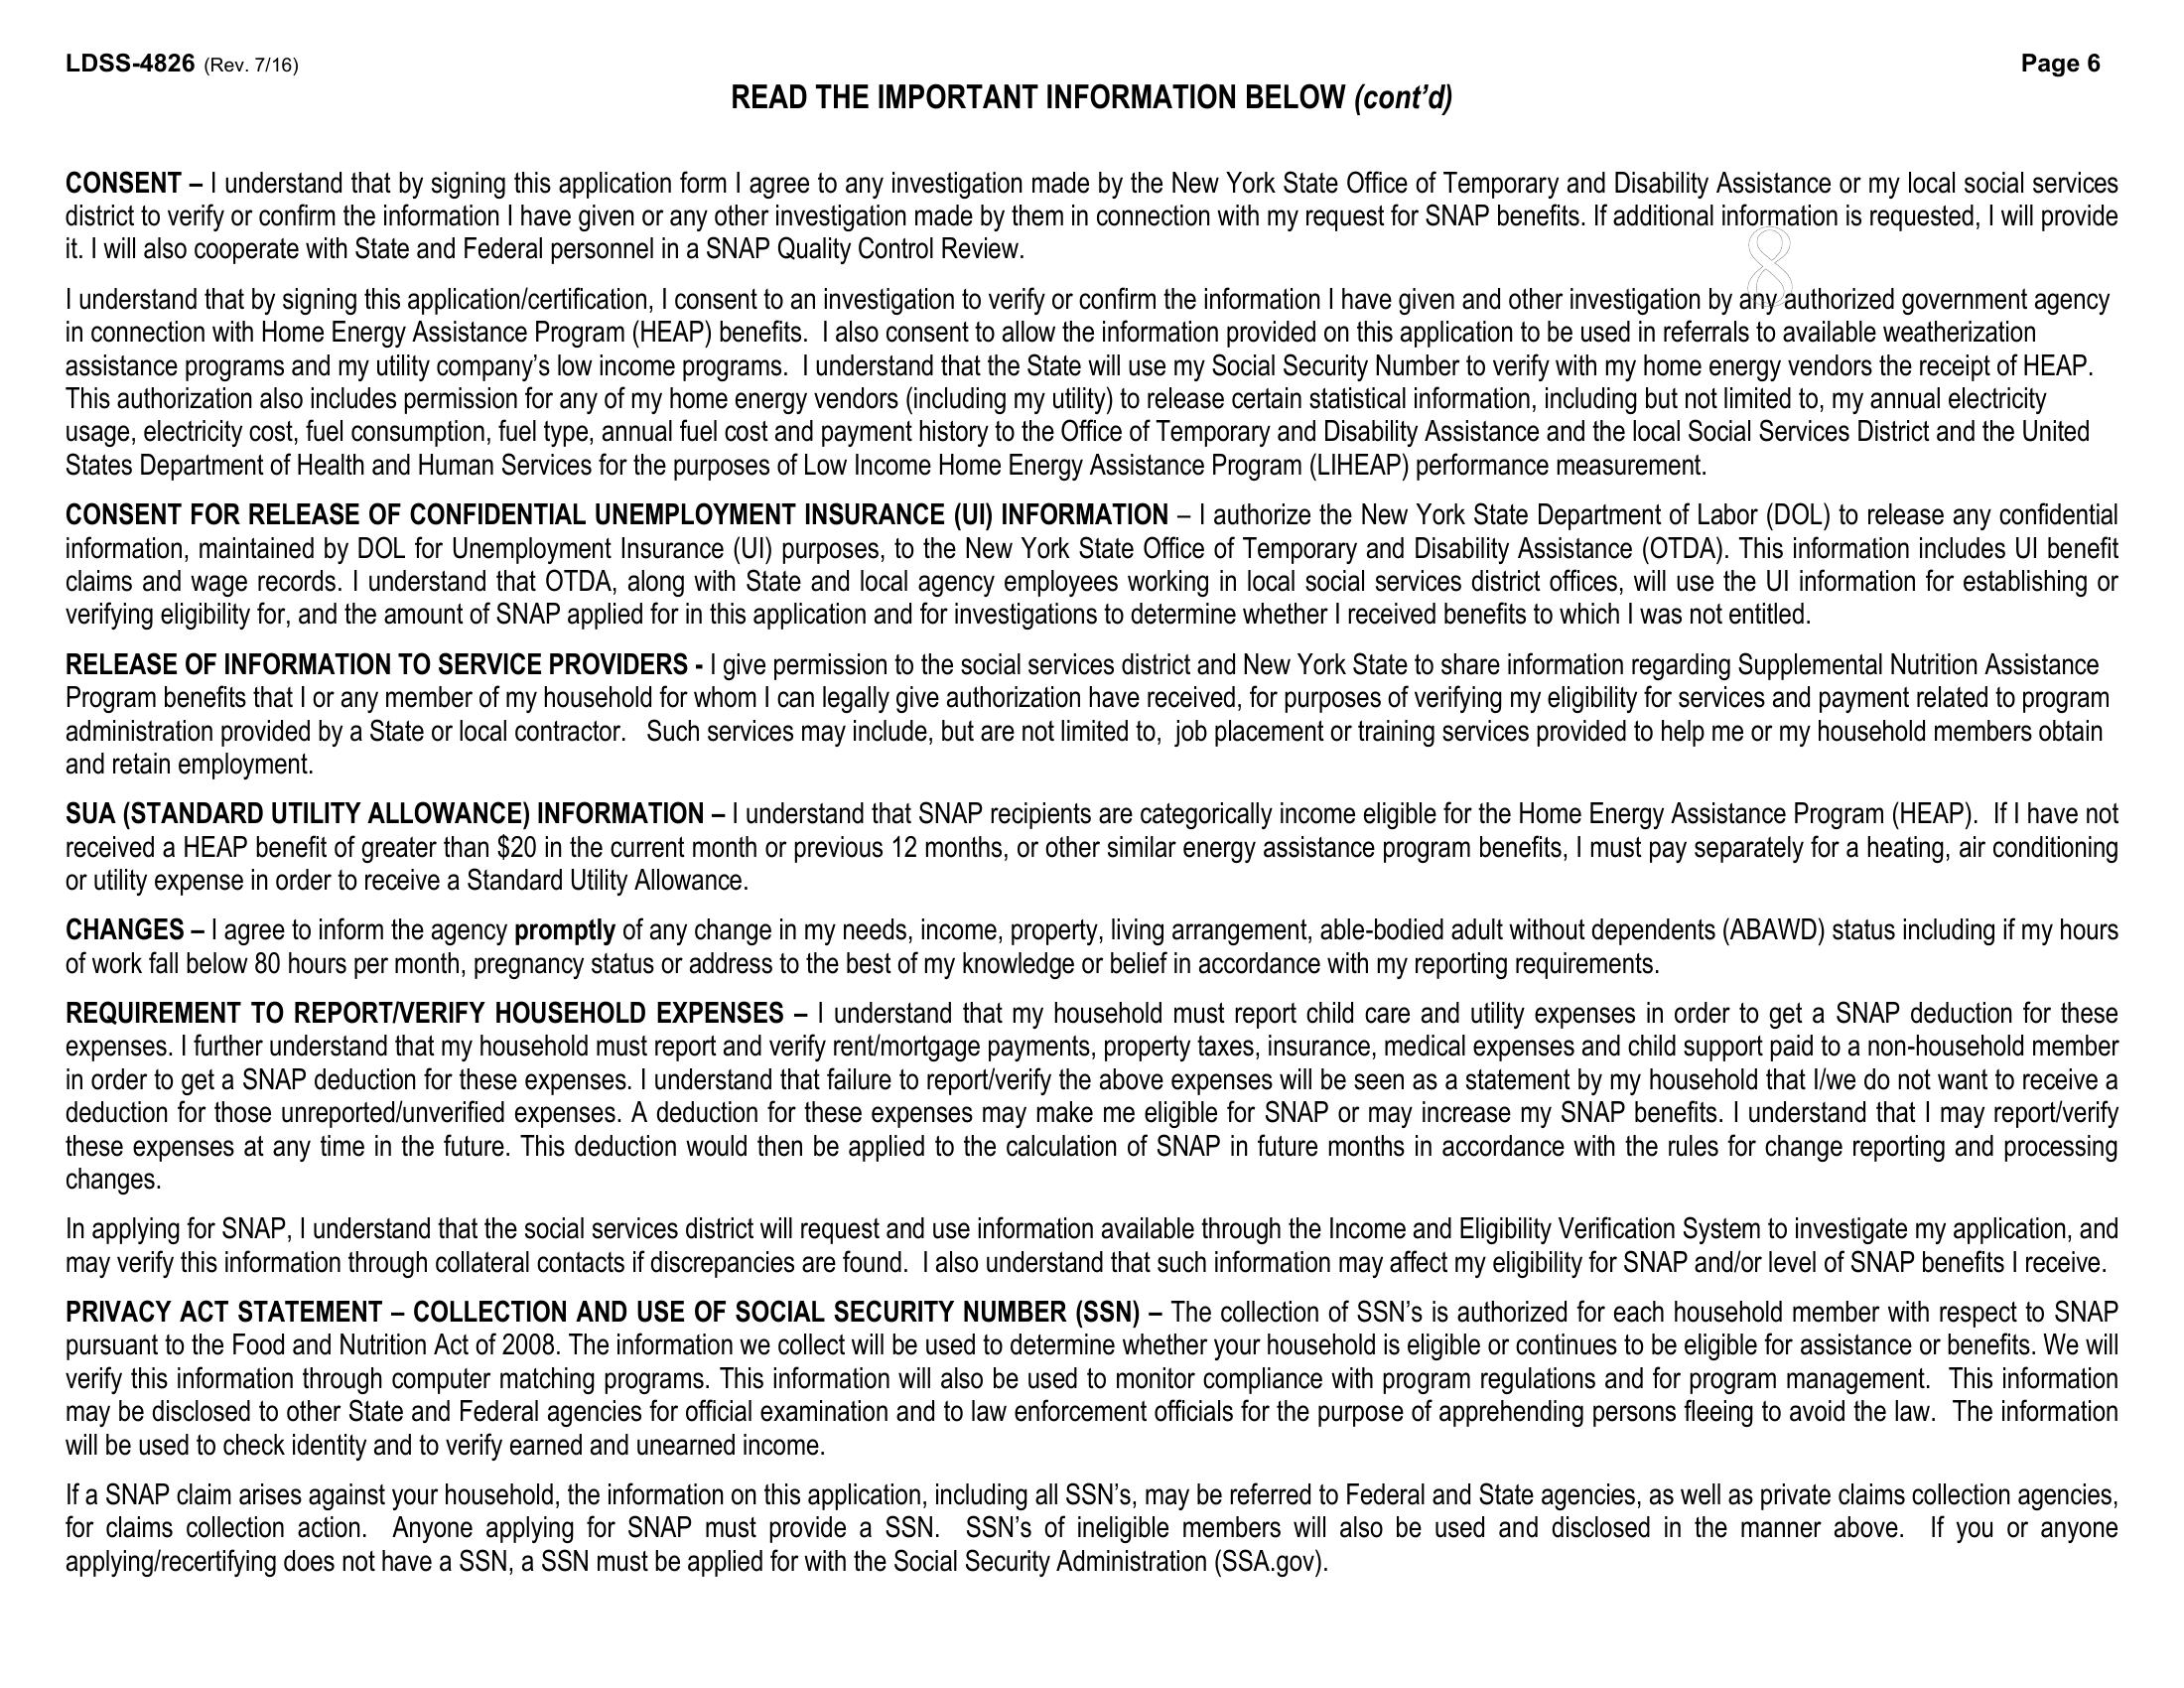 LDSS-4826 (Rev. 7/16) Page 6
READ THE IMPORTANT INFORMATION BELOW (cont’d)
CONSENT – I understand that by signing this application form I agree to any investigation made by the New York State Office of Temporary and Disability Assistance or my local social services
district to verify or confirm the information I have given or any other investigation made by them in connection with my request for SNAP benefits. If additional information is requested, I will provide
it. I will also cooperate with State and Federal personnel in a SNAP Quality Control Review.
8
I understand that by signing this application/certification, I consent to an investigation to verify or confirm the information I have given and other investigation by any authorized government agency
in connection with Home Energy Assistance Program (HEAP) benefits. I also consent to allow the information provided on this application to be used in referrals to available weatherization
assistance programs and my utility company’s low income programs. I understand that the State will use my Social Security Number to verify with my home energy vendors the receipt of HEAP.
This authorization also includes permission for any of my home energy vendors (including my utility) to release certain statistical information, including but not limited to, my annual electricity
usage, electricity cost, fuel consumption, fuel type, annual fuel cost and payment history to the Office of Temporary and Disability Assistance and the local Social Services District and the United
States Department of Health and Human Services for the purposes of Low Income Home Energy Assistance Program (LIHEAP) performance measurement.
CONSENT FOR RELEASE OF CONFIDENTIAL UNEMPLOYMENT INSURANCE (UI) INFORMATION – I authorize the New York State Department of Labor (DOL) to release any confidential
information, maintained by DOL for Unemployment Insurance (UI) purposes, to the New York State Office of Temporary and Disability Assistance (OTDA). This information includes UI benefit
claims and wage records. I understand that OTDA, along with State and local agency employees working in local social services district offices, will use the UI information for establishing or
verifying eligibility for, and the amount of SNAP applied for in this application and for investigations to determine whether I received benefits to which I was not entitled.
RELEASE OF INFORMATION TO SERVICE PROVIDERS - I give permission to the social services district and New York State to share information regarding Supplemental Nutrition Assistance
Program benefits that I or any member of my household for whom I can legally give authorization have received, for purposes of verifying my eligibility for services and payment related to program
administration provided by a State or local contractor. Such services may include, but are not limited to, job placement or training services provided to help me or my household members obtain
and retain employment.
SUA (STANDARD UTILITY ALLOWANCE) INFORMATION – I understand that SNAP recipients are categorically income eligible for the Home Energy Assistance Program (HEAP). If I have not
received a HEAP benefit of greater than $20 in the current month or previous 12 months, or other similar energy assistance program benefits, I must pay separately for a heating, air conditioning
or utility expense in order to receive a Standard Utility Allowance.
CHANGES – I agree to inform the agency promptly of any change in my needs, income, property, living arrangement, able-bodied adult without dependents (ABAWD) status including if my hours
of work fall below 80 hours per month, pregnancy status or address to the best of my knowledge or belief in accordance with my reporting requirements.
REQUIREMENT TO REPORT/VERIFY HOUSEHOLD EXPENSES – I understand that my household must report child care and utility expenses in order to get a SNAP deduction for these
expenses. I further understand that my household must report and verify rent/mortgage payments, property taxes, insurance, medical expenses and child support paid to a non-household member
in order to get a SNAP deduction for these expenses. I understand that failure to report/verify the above expenses will be seen as a statement by my household that I/we do not want to receive a
deduction for those unreported/unverified expenses. A deduction for these expenses may make me eligible for SNAP or may increase my SNAP benefits. I understand that I may report/verify
these expenses at any time in the future. This deduction would then be applied to the calculation of SNAP in future months in accordance with the rules for change reporting and processing
changes.
In applying for SNAP, I understand that the social services district will request and use information available through the Income and Eligibility Verification System to investigate my application, and
may verify this information through collateral contacts if discrepancies are found. I also understand that such information may affect my eligibility for SNAP and/or level of SNAP benefits I receive.
PRIVACY ACT STATEMENT – COLLECTION AND USE OF SOCIAL SECURITY NUMBER (SSN) – The collection of SSN’s is authorized for each household member with respect to SNAP
pursuant to the Food and Nutrition Act of 2008. The information we collect will be used to determine whether your household is eligible or continues to be eligible for assistance or benefits. We will
verify this information through computer matching programs. This information will also be used to monitor compliance with program regulations and for program management. This information
may be disclosed to other State and Federal agencies for official examination and to law enforcement officials for the purpose of apprehending persons fleeing to avoid the law. The information
will be used to check identity and to verify earned and unearned income.
If a SNAP claim arises against your household, the information on this application, including all SSN’s, may be referred to Federal and State agencies, as well as private claims collection agencies,
for claims collection action. Anyone applying for SNAP must provide a SSN. SSN’s of ineligible members will also be used and disclosed in the manner above. If you or anyone
applying/recertifying does not have a SSN, a SSN must be applied for with the Social Security Administration (SSA.gov).